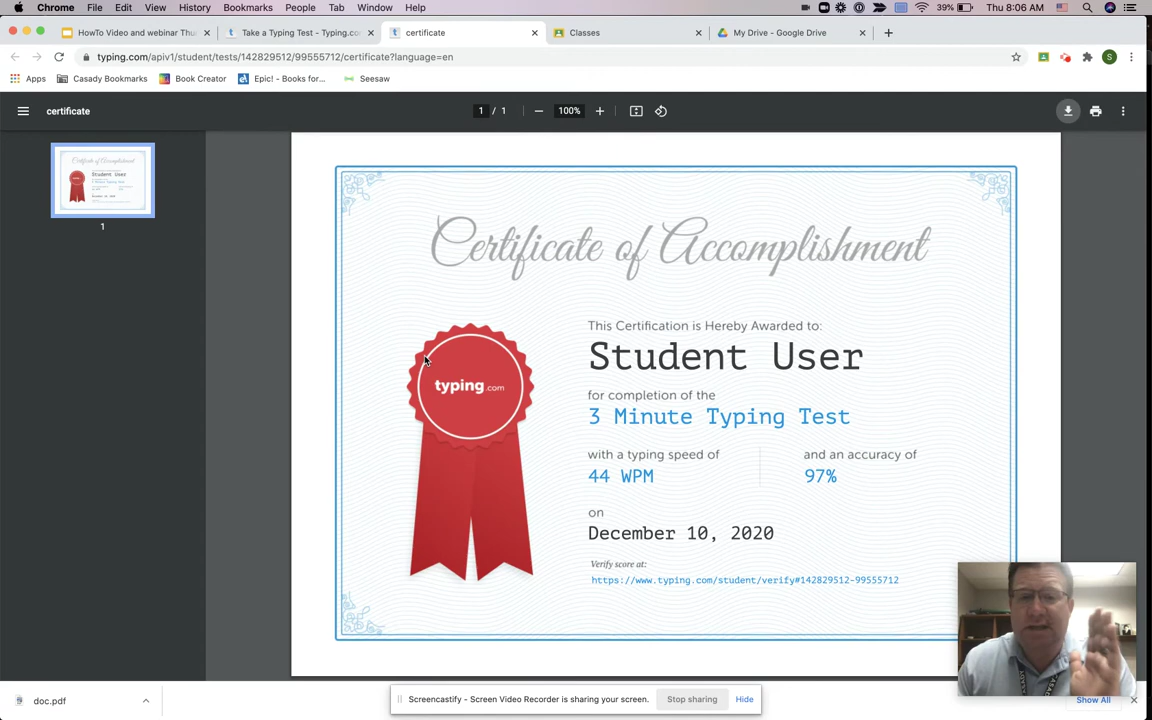 Chrome File Edit View History Bookmarks People Tab Window Help 39% Thu 8:06 AM
HowTo Video and webinar Thu
Take a Typing Test - Typing.co
certificate
Classes
My Drive - Google Drive
typing.com/apiv1/student/tests/142829512/99555712/certificate?language=en
S
Apps Casady Bookmarks Book Creator Epic! - Books for... Seesaw
certificate 1 / 1 100%
1
Certificate of Accomplishment
This Certification is Hereby Awarded to:
Student User
for completion of the
3 Minute Typing Test
with a typing speed of
44 WPM
and an accuracy of
97%
on
December 10, 2020
Verify score at:
https://www.typing.com/student/verify#142829512-99555712
typing.com
doc.pdf
Screencastify - Screen Video Recorder is sharing your screen. Stop sharing Hide
Show All